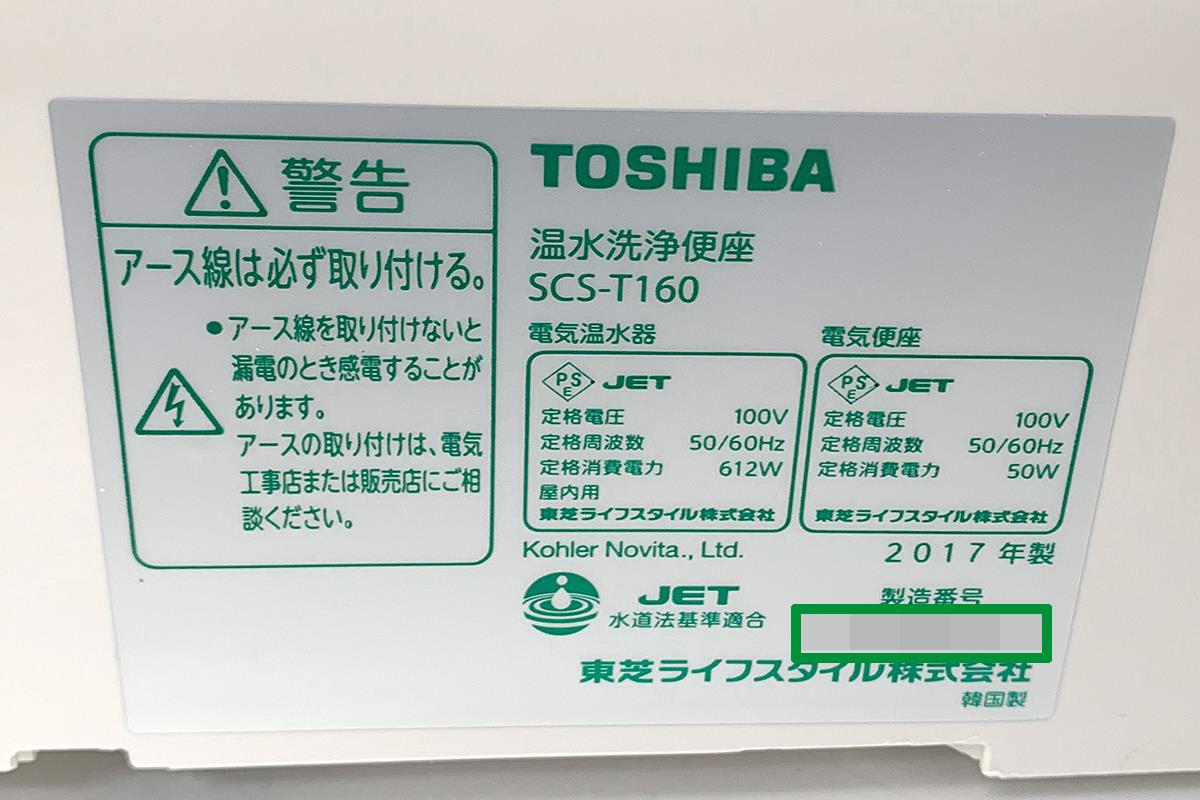 警告
アース線は必ず取り付ける。
●アース線を取り付けないと
漏電のとき感電することが
あります。
アースの取り付けは、電気
工事店または販売店にご相
談ください。
TOSHIBA
温水洗浄便座
SCS-T160
電気温水器
PSE JET
定格電圧 100V
定格周波数 50/60Hz
定格消費電力 612W
屋内用
東芝ライフスタイル株式会社
電気便座
PSE JET
定格電圧 100V
定格周波数 50/60Hz
定格消費電力 50W
東芝ライフスタイル株式会社
Kohler Novita., Ltd.
2017年製
JET
水道法基準適合
製造番号
東芝ライフスタイル株式会社
韓国製